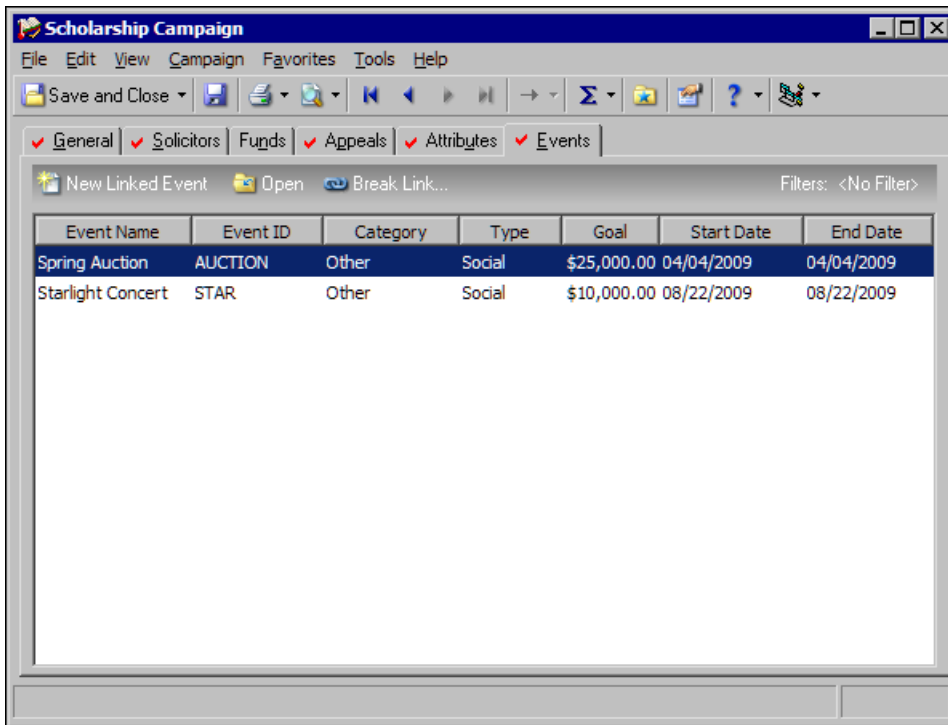 Scholarship Campaign
File Edit View Campaign Favorites Tools Help
Save and Close Σ ?
General Solicitors Funds Appeals Attributes Events
New Linked Event Open Break Link... Filters: <No Filter>
Event Name Event ID Category Type Goal Start Date End Date
Spring Auction AUCTION Other Social $25,000.00 04/04/2009 04/04/2009
Starlight Concert STAR Other Social $10,000.00 08/22/2009 08/22/2009